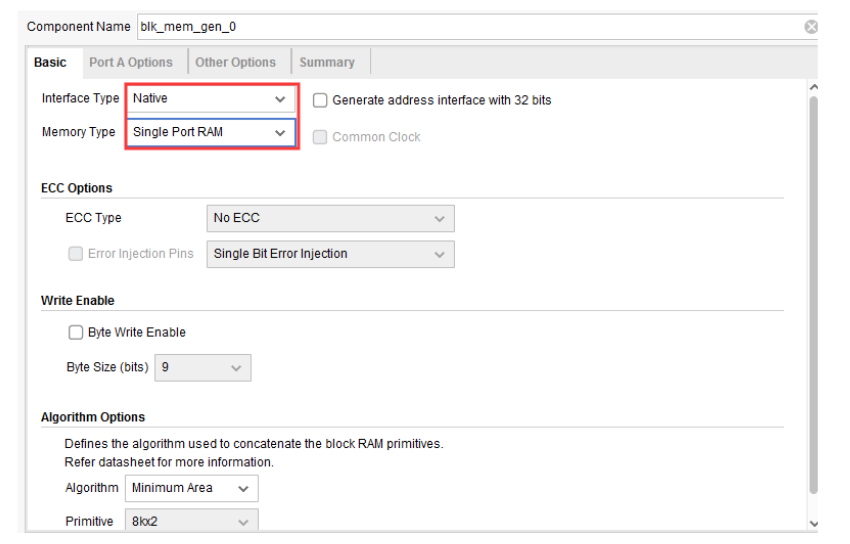 Component Name blk_mem_gen_0
Basic Port A Options Other Options Summary
Interface Type Native Generate address interface with 32 bits
Memory Type Single Port RAM Common Clock
ECC Options
ECC Type No ECC
Error Injection Pins Single Bit Error Injection
Write Enable
Byte Write Enable
Byte Size (bits) 9
Algorithm Options
Defines the algorithm used to concatenate the block RAM primitives.
Refer datasheet for more information.
Algorithm Minimum Area
Primitive 8kx2